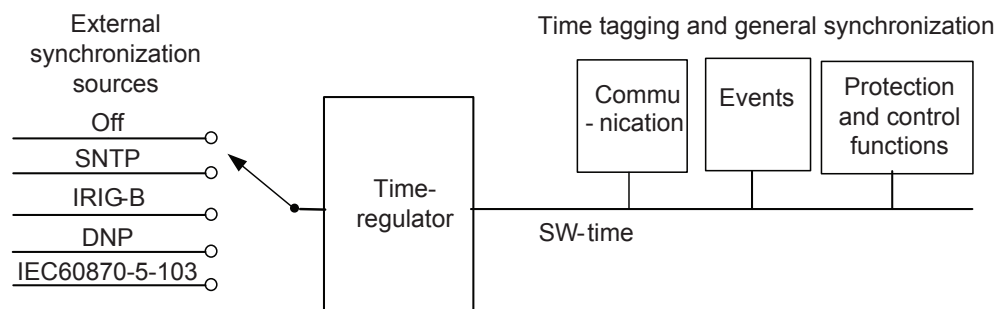 External
synchronization
sources
Off
SNTP
IRIG-B
DNP
IEC60870-5-103
Time-
regulator
Time tagging and general synchronization
Commu
- nication
Events
Protection
and control
functions
SW-time